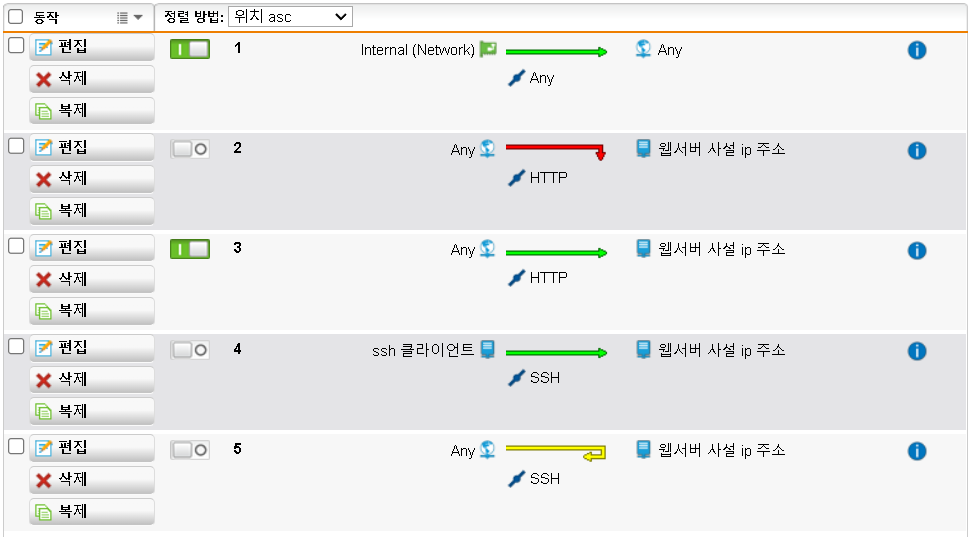 동작 정렬 방법: 위치 asc
편집 1 Internal (Network) Any
삭제 Any
복제
편집 2 Any 웹서버 사설 ip 주소
삭제 HTTP
복제
편집 3 Any 웹서버 사설 ip 주소
삭제 HTTP
복제
편집 4 ssh 클라이언트 웹서버 사설 ip 주소
삭제 SSH
복제
편집 5 Any 웹서버 사설 ip 주소
삭제 SSH
복제